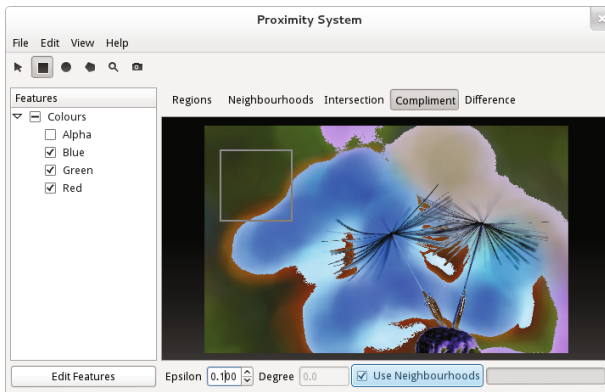 Proximity System
File Edit View Help
Features
Regions Neighbourhoods Intersection Compliment Difference
Colours
Alpha
Blue
Green
Red
Edit Features
Epsilon 0.100 Degree 0.0 Use Neighbourhoods